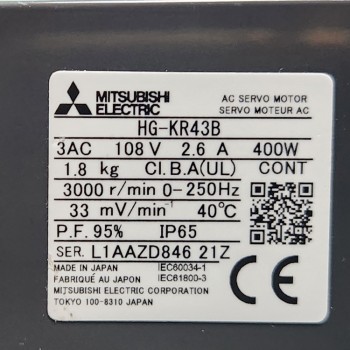 MITSUBISHI
ELECTRIC
AC SERVO MOTOR
SERVO MOTEUR AC
HG-KR43B
3AC 108 V 2.6 A 400W
1.8 kg CI.B.A(UL) CONT
3000 r/min 0-250Hz
33 mV/min⁻¹ 40℃
P.F. 95% IP65
SER. L1AAZD846 21Z
MADE IN JAPAN IEC60034-1
FABRIQUÉ AU JAPON IEC61800-3
MITSUBISHI ELECTRIC CORPORATION
TOKYO 100-8310 JAPAN
CE